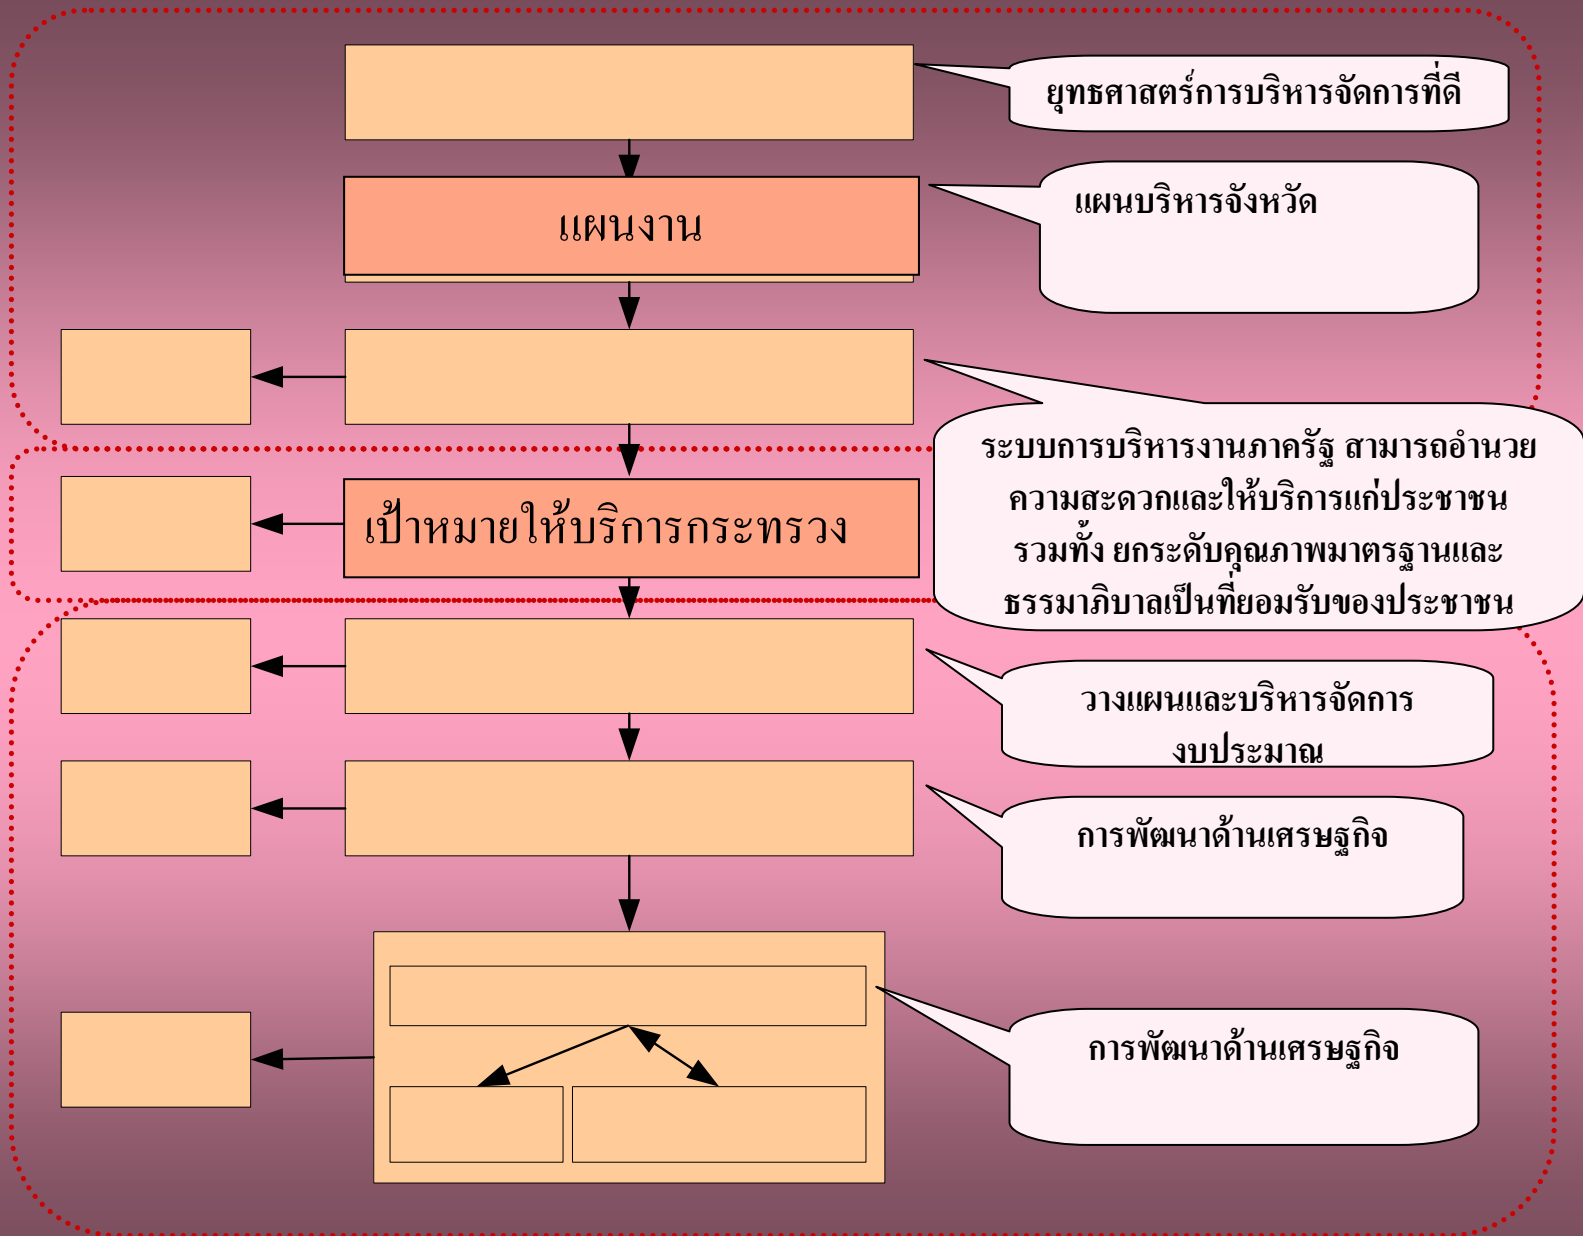 ยุทธศาสตร์การบริหารจัดการที่ดี
แผนงาน
แผนบริหารจังหวัด
ระบบการบริหารงานภาครัฐ สามารถอำนวย
ความสะดวกและให้บริการแก่ประชาชน
รวมทั้ง ยกระดับคุณภาพมาตรฐานและ
ธรรมาภิบาลเป็นที่ยอมรับของประชาชน
เป้าหมายให้บริการกระทรวง
วางแผนและบริหารจัดการ
งบประมาณ
การพัฒนาด้านเศรษฐกิจ
การพัฒนาด้านเศรษฐกิจ